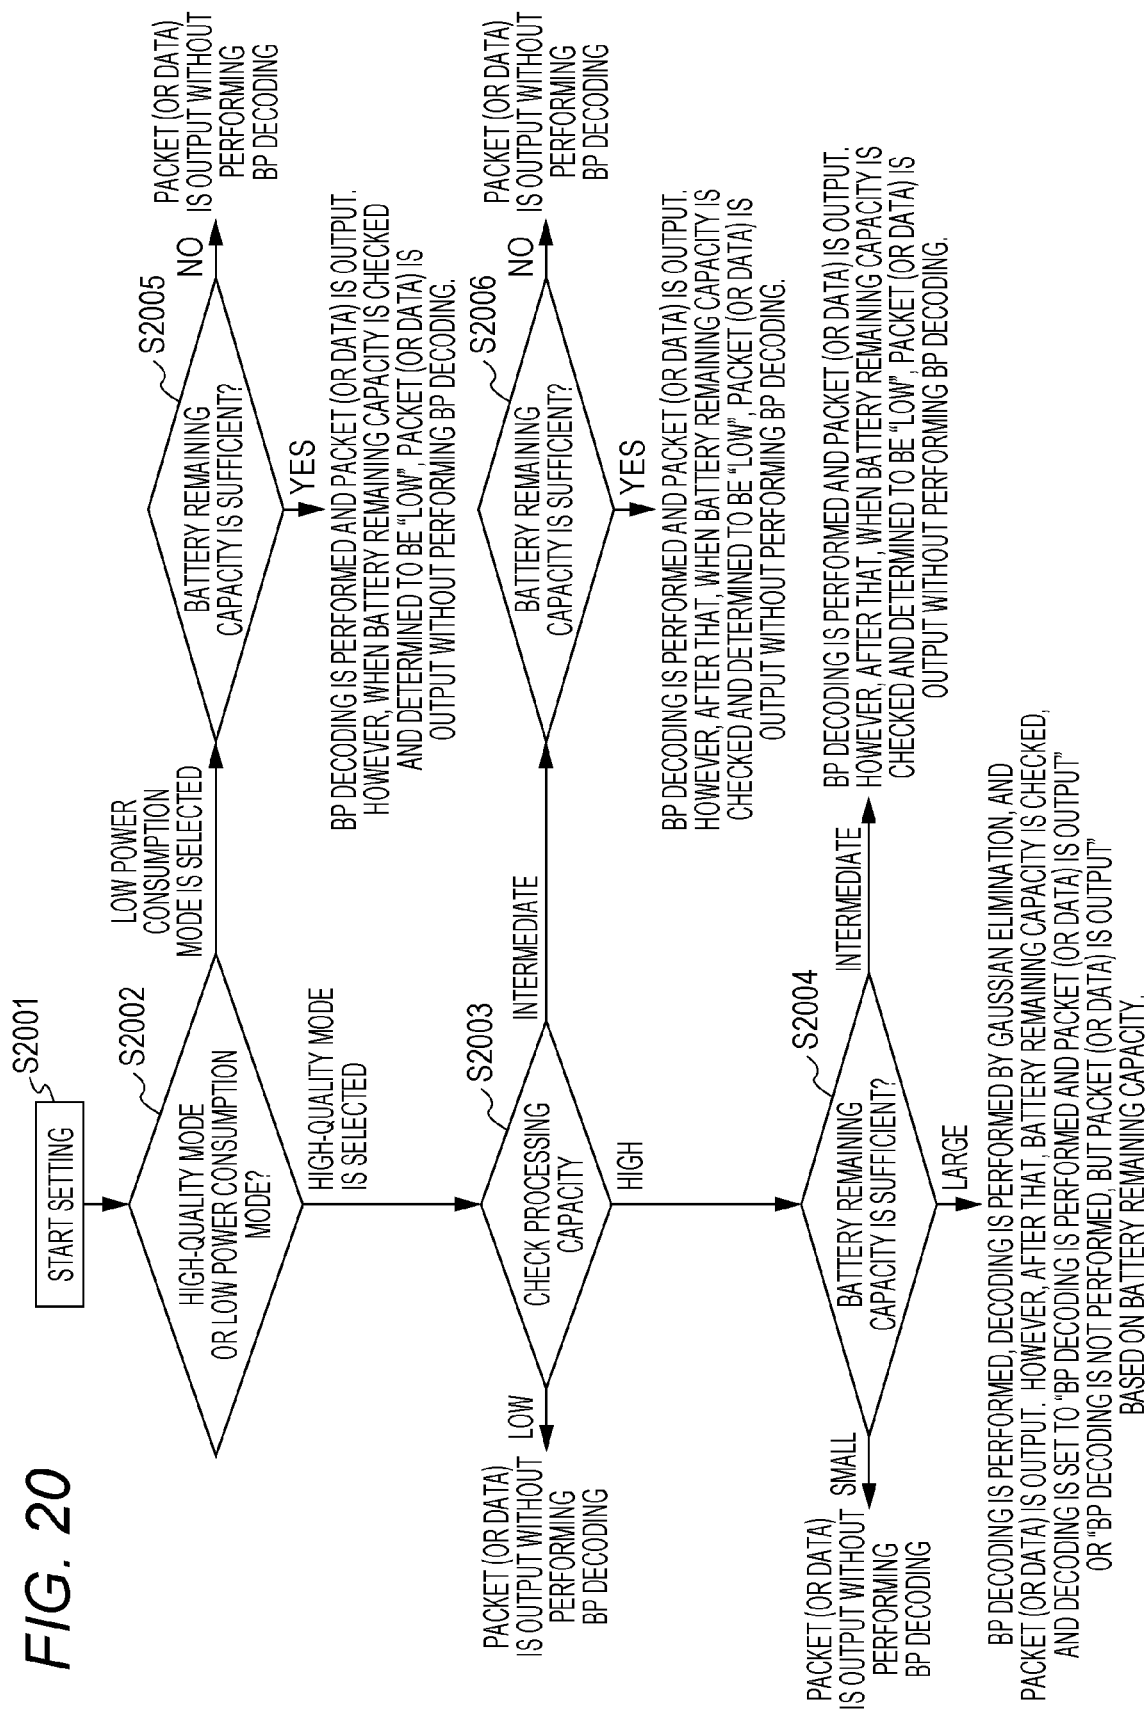 FIG. 20
START SETTING
S2001
HIGH-QUALITY MODE
OR LOW POWER CONSUMPTION
MODE?
S2002
LOW POWER
CONSUMPTION
MODE IS SELECTED
BATTERY REMAINING
CAPACITY IS SUFFICIENT?
S2005
NO
PACKET (OR DATA)
IS OUTPUT WITHOUT
PERFORMING
BP DECODING
YES
BP DECODING IS PERFORMED AND PACKET (OR DATA) IS OUTPUT.
HOWEVER, WHEN BATTERY REMAINING CAPACITY IS CHECKED
AND DETERMINED TO BE “LOW”, PACKET (OR DATA) IS
OUTPUT WITHOUT PERFORMING BP DECODING.
HIGH-QUALITY MODE
IS SELECTED
PACKET (OR DATA)
IS OUTPUT WITHOUT
PERFORMING
BP DECODING
LOW
CHECK PROCESSING
CAPACITY
S2003
INTERMEDIATE
BATTERY REMAINING
CAPACITY IS SUFFICIENT?
S2006
NO
PACKET (OR DATA)
IS OUTPUT WITHOUT
PERFORMING
BP DECODING
YES
BP DECODING IS PERFORMED AND PACKET (OR DATA) IS OUTPUT.
HOWEVER, AFTER THAT, WHEN BATTERY REMAINING CAPACITY IS
CHECKED AND DETERMINED TO BE “LOW”, PACKET (OR DATA) IS
OUTPUT WITHOUT PERFORMING BP DECODING.
HIGH
PACKET (OR DATA)
IS OUTPUT WITHOUT
PERFORMING
BP DECODING
SMALL
BATTERY REMAINING
CAPACITY IS SUFFICIENT?
S2004
INTERMEDIATE
BP DECODING IS PERFORMED AND PACKET (OR DATA) IS OUTPUT.
HOWEVER, AFTER THAT, WHEN BATTERY REMAINING CAPACITY IS
CHECKED AND DETERMINED TO BE “LOW”, PACKET (OR DATA) IS
OUTPUT WITHOUT PERFORMING BP DECODING.
LARGE
BP DECODING IS PERFORMED, DECODING IS PERFORMED BY GAUSSIAN ELIMINATION, AND
PACKET (OR DATA) IS OUTPUT. HOWEVER, AFTER THAT, BATTERY REMAINING CAPACITY IS CHECKED,
AND DECODING IS SET TO “BP DECODING IS PERFORMED AND PACKET (OR DATA) IS OUTPUT”
OR “BP DECODING IS NOT PERFORMED, BUT PACKET (OR DATA) IS OUTPUT”
BASED ON BATTERY REMAINING CAPACITY.